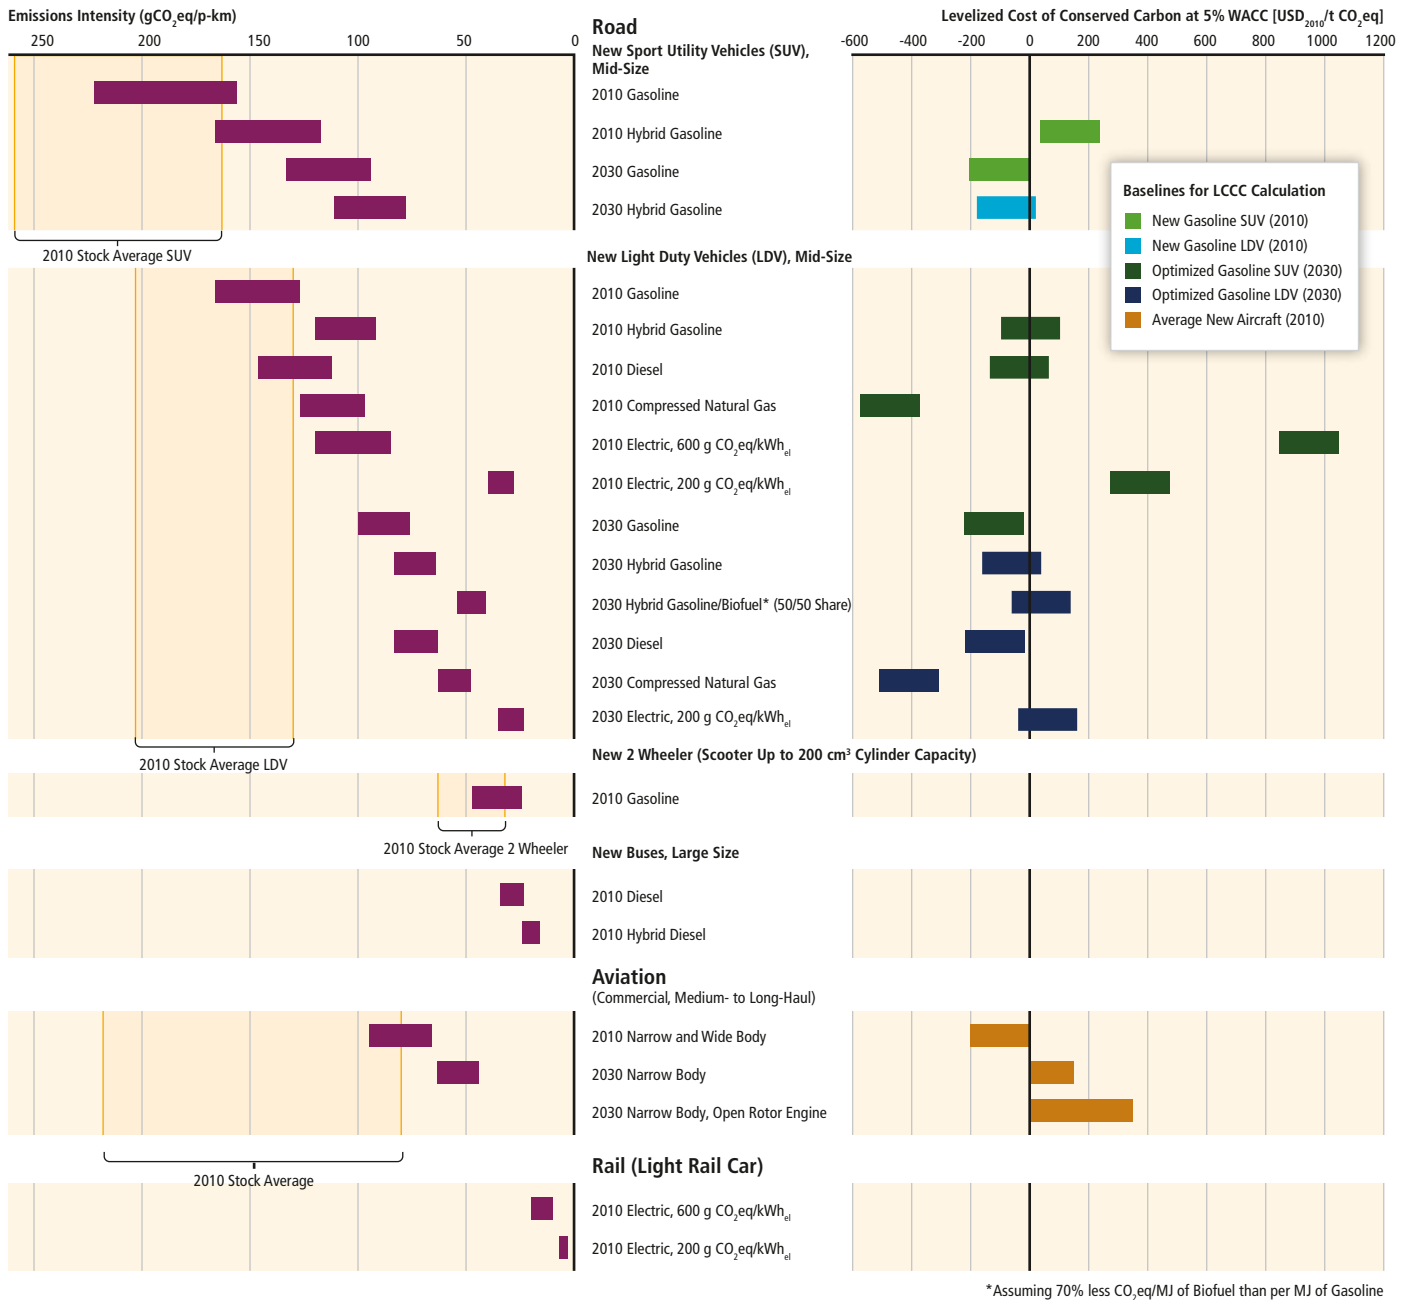 Emissions Intensity (gCO2eq/p-km)
Levelized Cost of Conserved Carbon at 5% WACC [USD2010/t CO2eq]
250 200 150 100 50 0
-600 -400 -200 0 200 400 600 800 1000 1200
Road
New Sport Utility Vehicles (SUV),
Mid-Size
2010 Gasoline
2010 Hybrid Gasoline
2030 Gasoline
2030 Hybrid Gasoline
2010 Stock Average SUV
Baselines for LCCC Calculation
New Gasoline SUV (2010)
New Gasoline LDV (2010)
Optimized Gasoline SUV (2030)
Optimized Gasoline LDV (2030)
Average New Aircraft (2010)
New Light Duty Vehicles (LDV), Mid-Size
2010 Gasoline
2010 Hybrid Gasoline
2010 Diesel
2010 Compressed Natural Gas
2010 Electric, 600 g CO2eq/kWhel
2010 Electric, 200 g CO2eq/kWhel
2030 Gasoline
2030 Hybrid Gasoline
2030 Hybrid Gasoline/Biofuel* (50/50 Share)
2030 Diesel
2030 Compressed Natural Gas
2030 Electric, 200 g CO2eq/kWhel
2010 Stock Average LDV
New 2 Wheeler (Scooter Up to 200 cm³ Cylinder Capacity)
2010 Gasoline
2010 Stock Average 2 Wheeler
New Buses, Large Size
2010 Diesel
2010 Hybrid Diesel
Aviation
(Commercial, Medium- to Long-Haul)
2010 Narrow and Wide Body
2030 Narrow Body
2030 Narrow Body, Open Rotor Engine
2010 Stock Average
Rail (Light Rail Car)
2010 Electric, 600 g CO2eq/kWhel
2010 Electric, 200 g CO2eq/kWhel
*Assuming 70% less CO2eq/MJ of Biofuel than per MJ of Gasoline